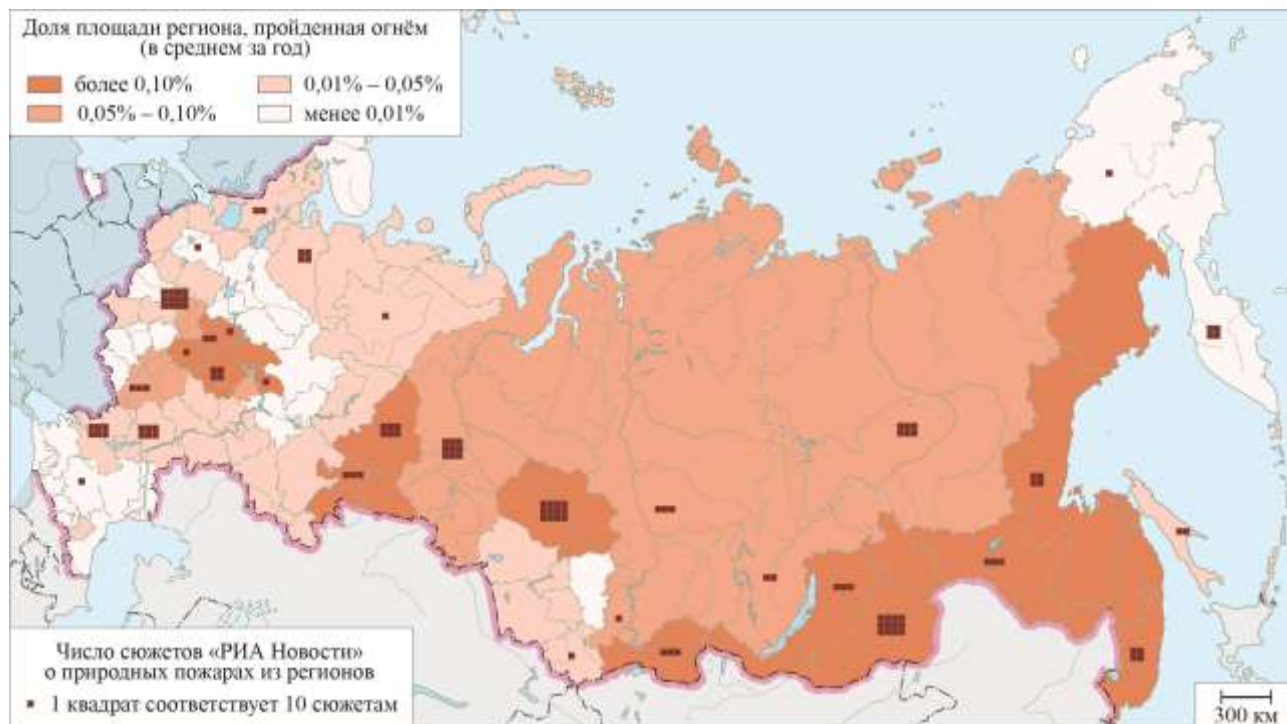 Доля площади региона, пройденная огнём
(в среднем за год)
более 0,10%
0,01% – 0,05%
0,05% – 0,10%
менее 0,01%
Число сюжетов «РИА Новости»
о природных пожарах из регионов
1 квадрат соответствует 10 сюжетам
300 км